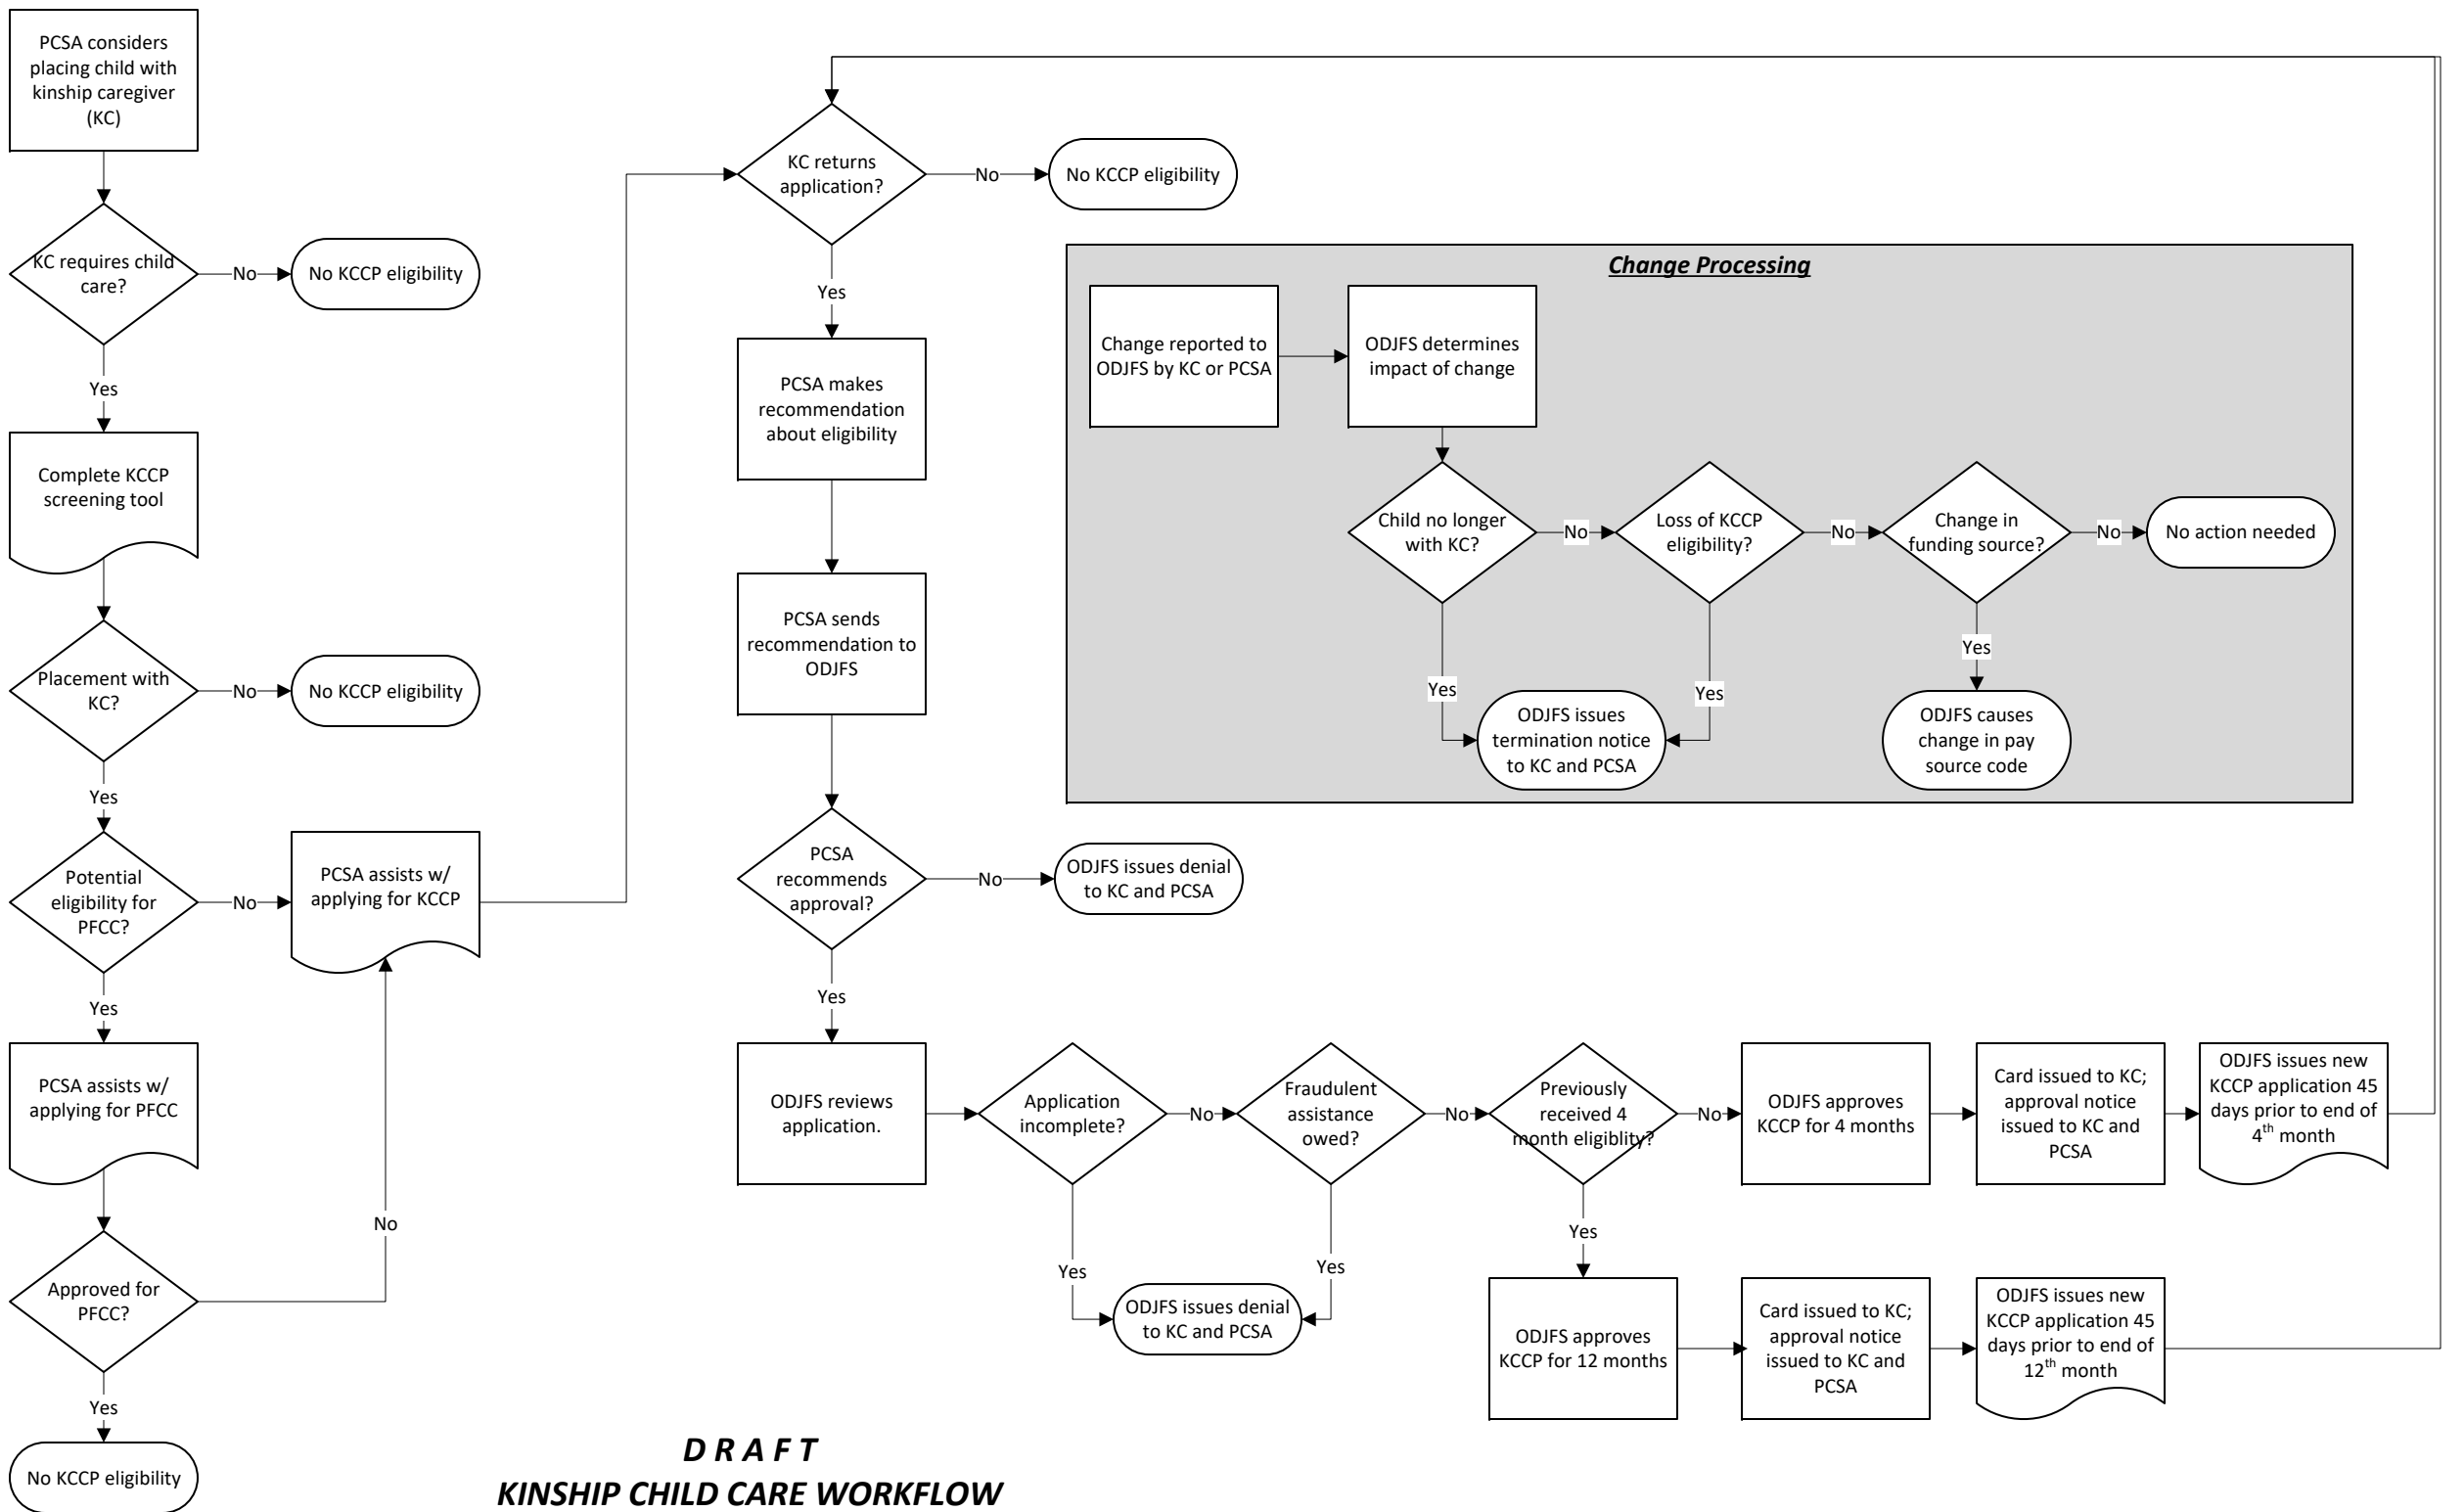 PCSA considers
placing child with
kinship caregiver
(KC)
KC requires child
care?
No
No KCCP eligibility
Yes
Complete KCCP
screening tool
Placement with
KC?
No
No KCCP eligibility
Yes
Potential
eligibility for
PFCC?
No
PCSA assists w/
applying for KCCP
Yes
PCSA assists w/
applying for PFCC
No
Approved for
PFCC?
Yes
No KCCP eligibility
KC returns
application?
No
No KCCP eligibility
Yes
PCSA makes
recommendation
about eligibility
PCSA sends
recommendation to
ODJFS
PCSA
recommends
approval?
No
ODJFS issues denial
to KC and PCSA
Yes
ODJFS reviews
application.
Application
incomplete?
No
Fraudulent
assistance
owed?
No
Previously
received 4
month eligiblity?
No
ODJFS approves
KCCP for 4 months
Card issued to KC;
approval notice
issued to KC and
PCSA
ODJFS issues new
KCCP application 45
days prior to end of
4th month
Yes
Yes
ODJFS issues denial
to KC and PCSA
Yes
ODJFS approves
KCCP for 12 months
Card issued to KC;
approval notice
issued to KC and
PCSA
ODJFS issues new
KCCP application 45
days prior to end of
12th month
Change Processing
Change reported to
ODJFS by KC or PCSA
ODJFS determines
impact of change
Child no longer
with KC?
No
Loss of KCCP
eligibility?
No
Change in
funding source?
No
No action needed
Yes
Yes
ODJFS issues
termination notice
to KC and PCSA
Yes
ODJFS causes
change in pay
source code
D R A F T
KINSHIP CHILD CARE WORKFLOW